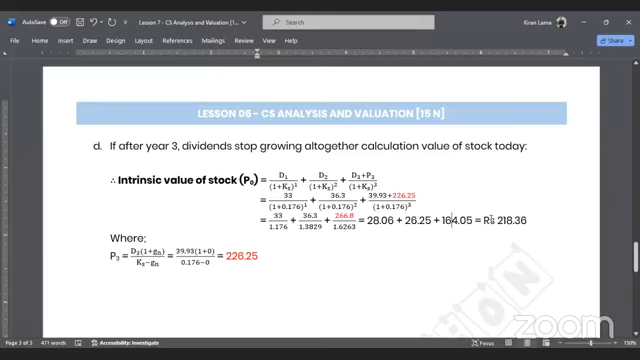 AutoSave Off Lesson 7 - CS Analysis and Valuation [1... Kiran Lama
File Home Insert Draw Design Layout References Mailings Review View Help Editing Share
LESSON 06 - CS ANALYSIS AND VALUATION [15 N]
d. If after year 3, dividends stop growing altogether calculation value of stock today:
∴ Intrinsic value of stock (P₀) = D₁/(1+Kₛ)¹ + D₂/(1+Kₛ)² + D₃+P₃/(1+Kₛ)³
= 33/(1+0.176)¹ + 36.3/(1+0.176)² + 39.93+226.25/(1+0.176)³
= 33/1.176 + 36.3/1.3829 + 266.8/1.6263 = 28.06 + 26.25 + 164.05 = Rs 218.36
Where;
P₃ = D₃(1+gₙ)/Kₛ−gₙ = 39.93(1+0)/0.176−0 = 226.25
zoom
Page 3 of 3 471 words Accessibility: Investigate Focus 150%